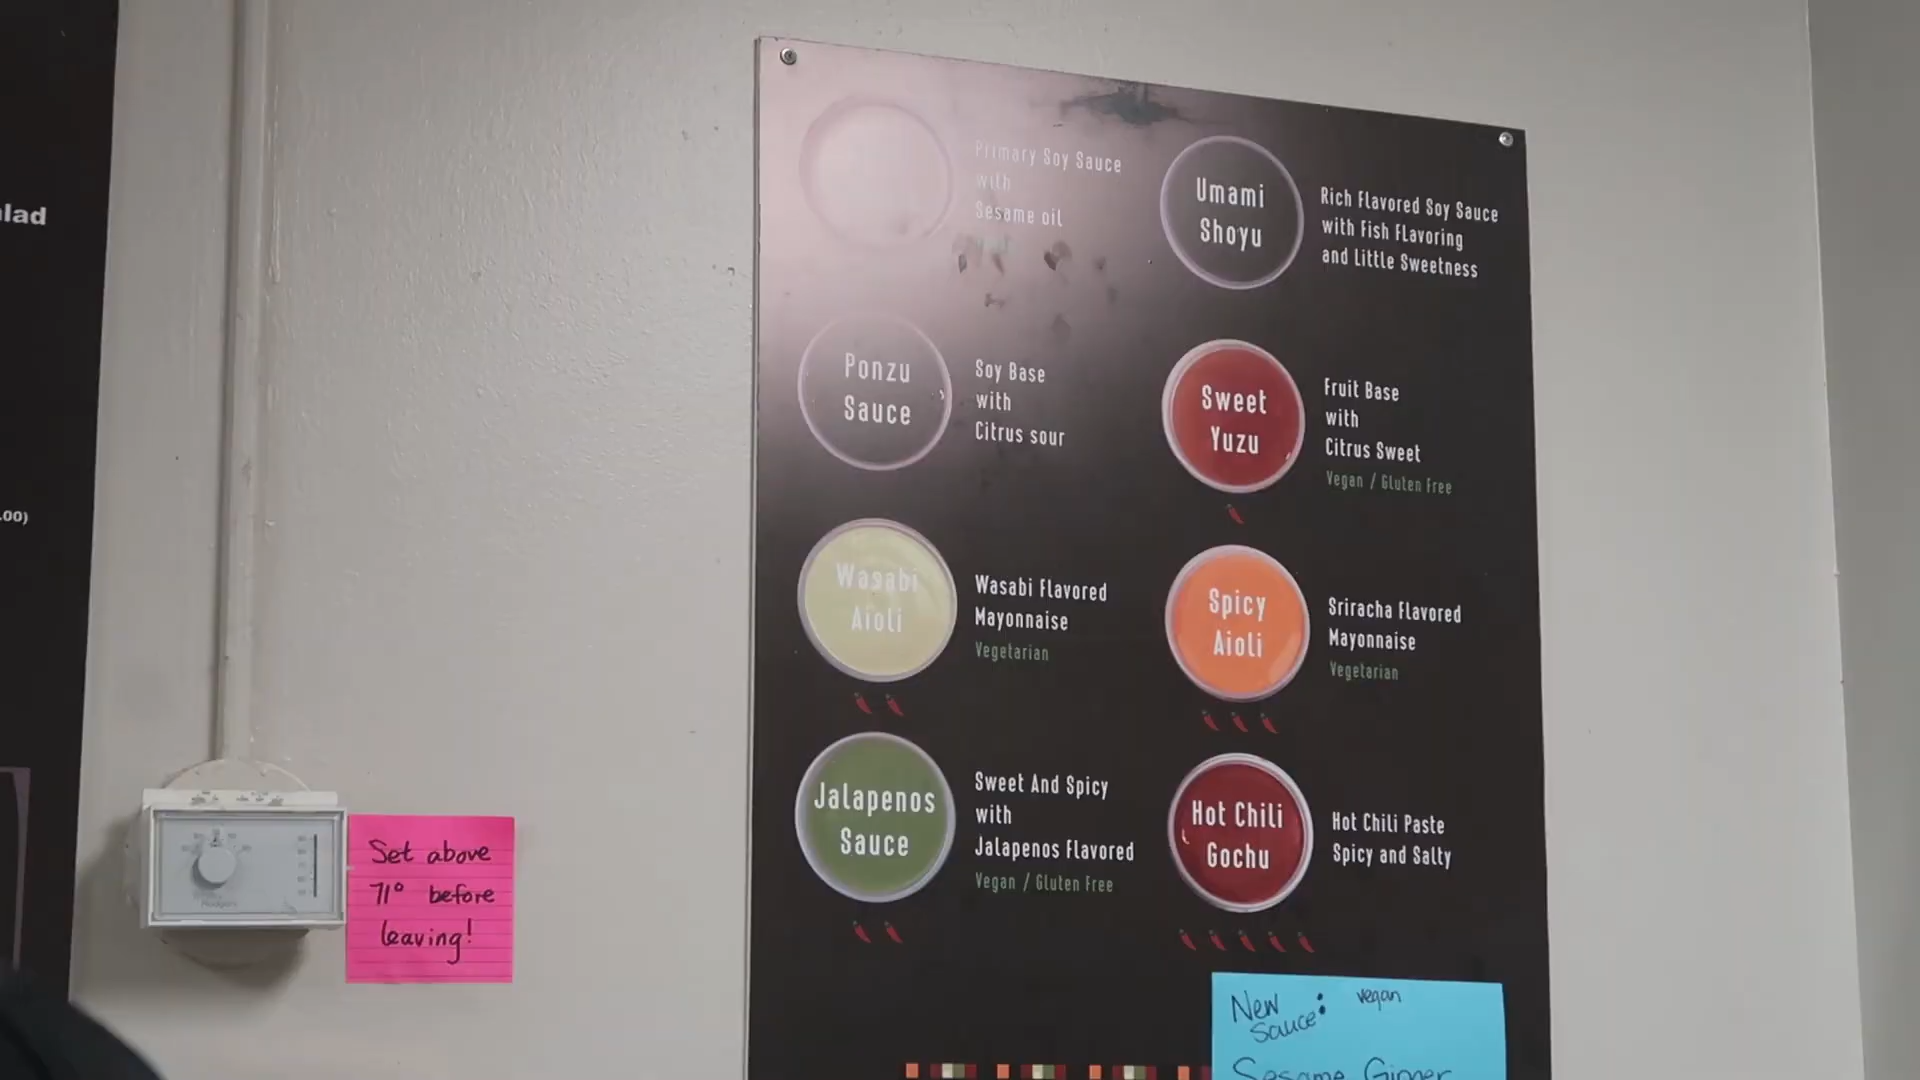 lad
.00)
Primary Soy Sauce
with
Sesame oil
Umami
Shoyu
Rich Flavored Soy Sauce
with Fish Flavoring
and Little Sweetness
Ponzu
Sauce
Soy Base
with
Citrus sour
Sweet
Yuzu
Fruit Base
with
Citrus Sweet
Vegan / Gluten Free
Wasabi
Aioli
Wasabi Flavored
Mayonnaise
Vegetarian
Spicy
Aioli
Sriracha Flavored
Mayonnaise
Vegetarian
Jalapenos
Sauce
Sweet And Spicy
with
Jalapenos Flavored
Vegan / Gluten Free
Hot Chili
Gochu
Hot Chili Paste
Spicy and Salty
Set above
71° before
leaving!
New vegan
Sauce:
Sesame Ginger